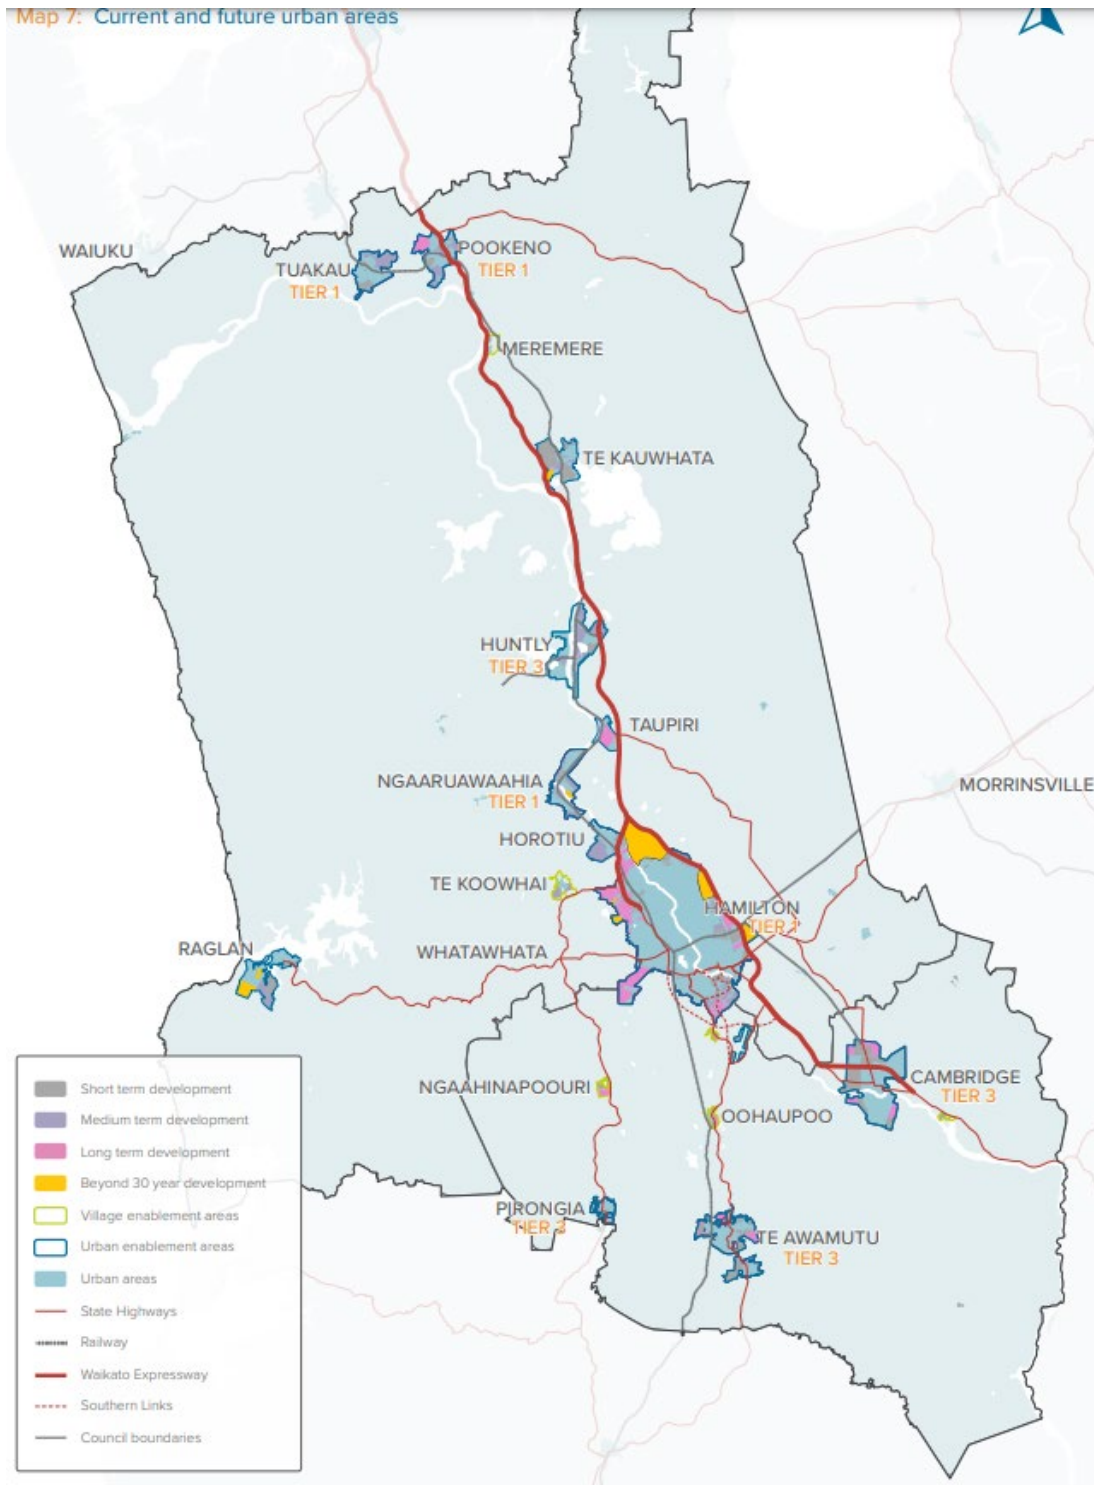 Map 7: Current and future urban areas
WAIUKU
POOKENO
TIER 1
TUAKAU
TIER 1
MEREMERE
TE KAUWHATA
HUNTLY
TIER 3
TAUPIRI
NGAARUAWAAHIA
TIER 1
MORRINSVILLE
HOROTIU
TE KOOWHAI
HAMILTON
TIER 1
RAGLAN
WHATAWHATA
NGAAHINAPOOURI
CAMBRIDGE
TIER 3
OOHAUPOO
PIRONGIA
TIER 3
TE AWAMUTU
TIER 3
Short term development
Medium term development
Long term development
Beyond 30 year development
Village enablement areas
Urban enablement areas
Urban areas
State Highways
Railway
Waikato Expressway
Southern Links
Council boundaries